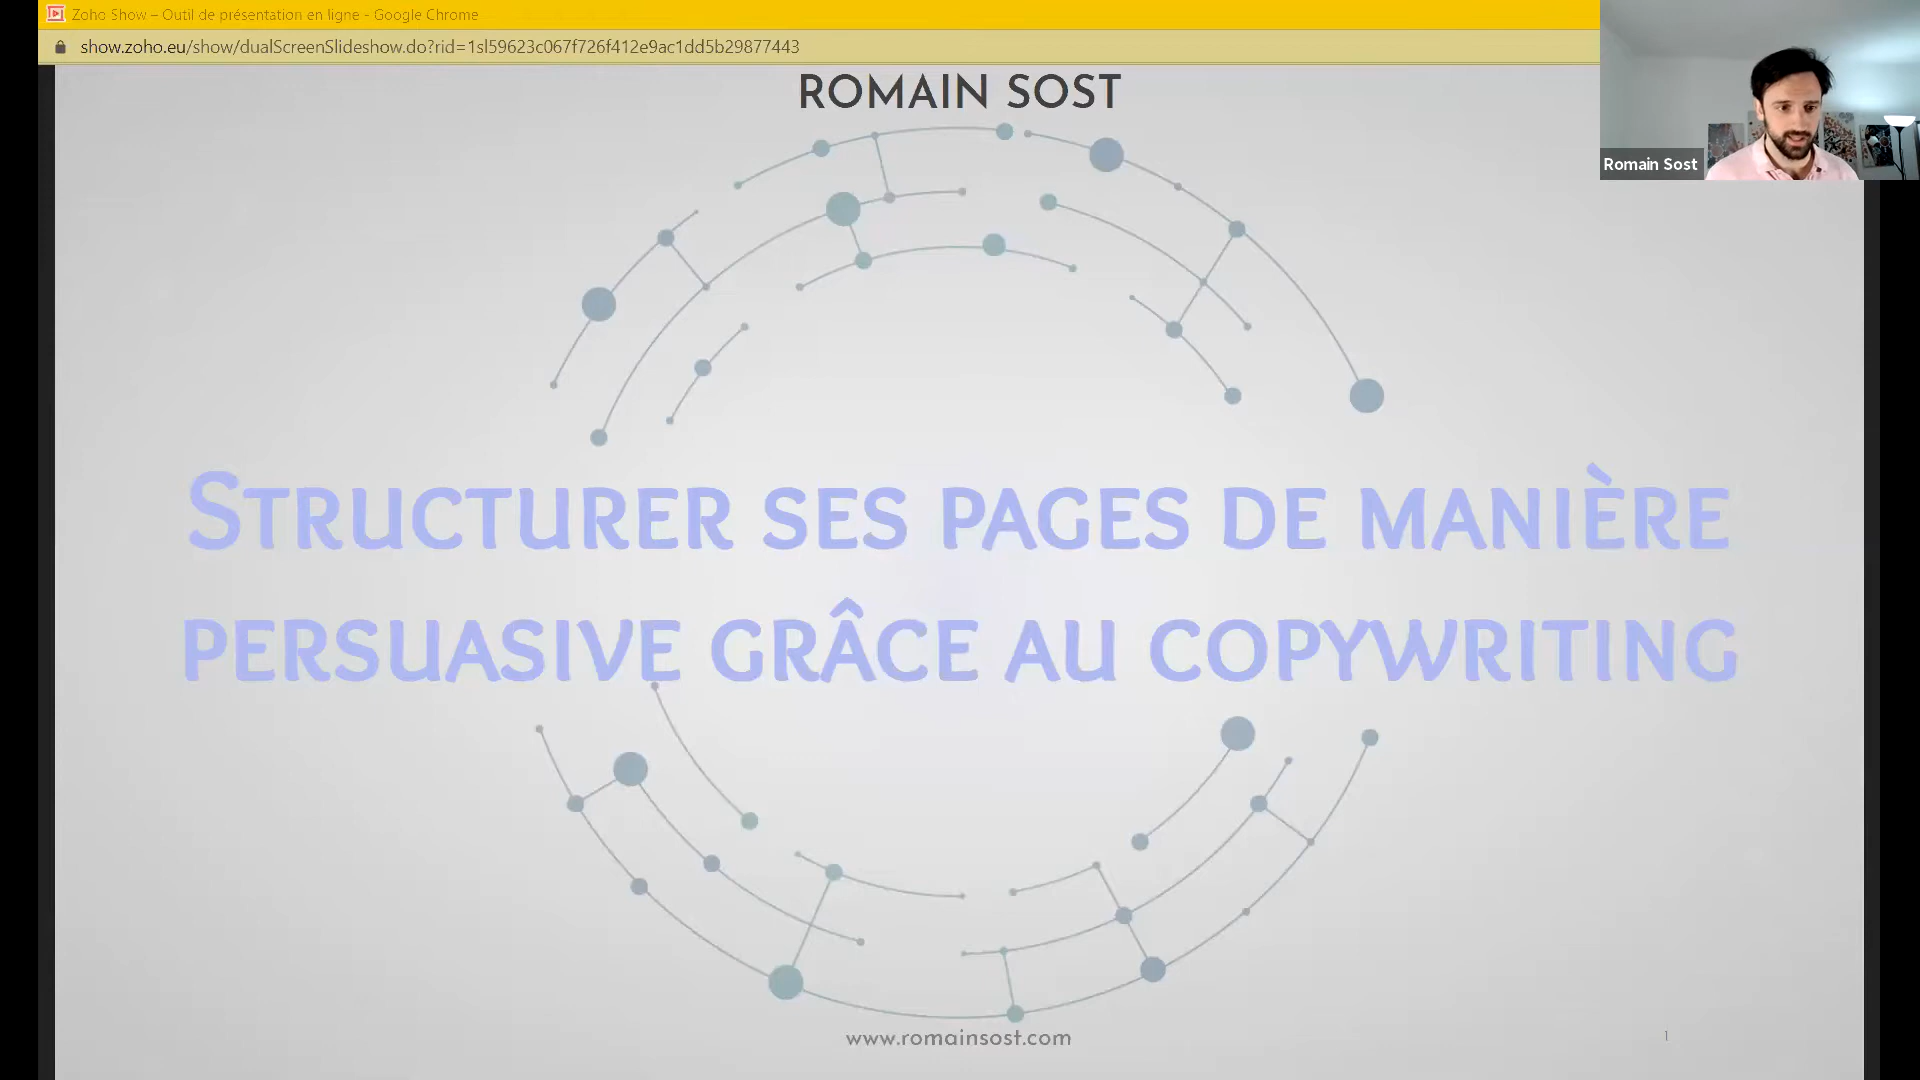 Zoho Show – Outil de présentation en ligne - Google Chrome
show.zoho.eu/show/dualScreenSlideshow.do?rid=1sl59623c067f726f412e9ac1dd5b29877443
ROMAIN SOST
Romain Sost
Structurer ses pages de manière
persuasive grâce au copywriting
www.romainsost.com
1